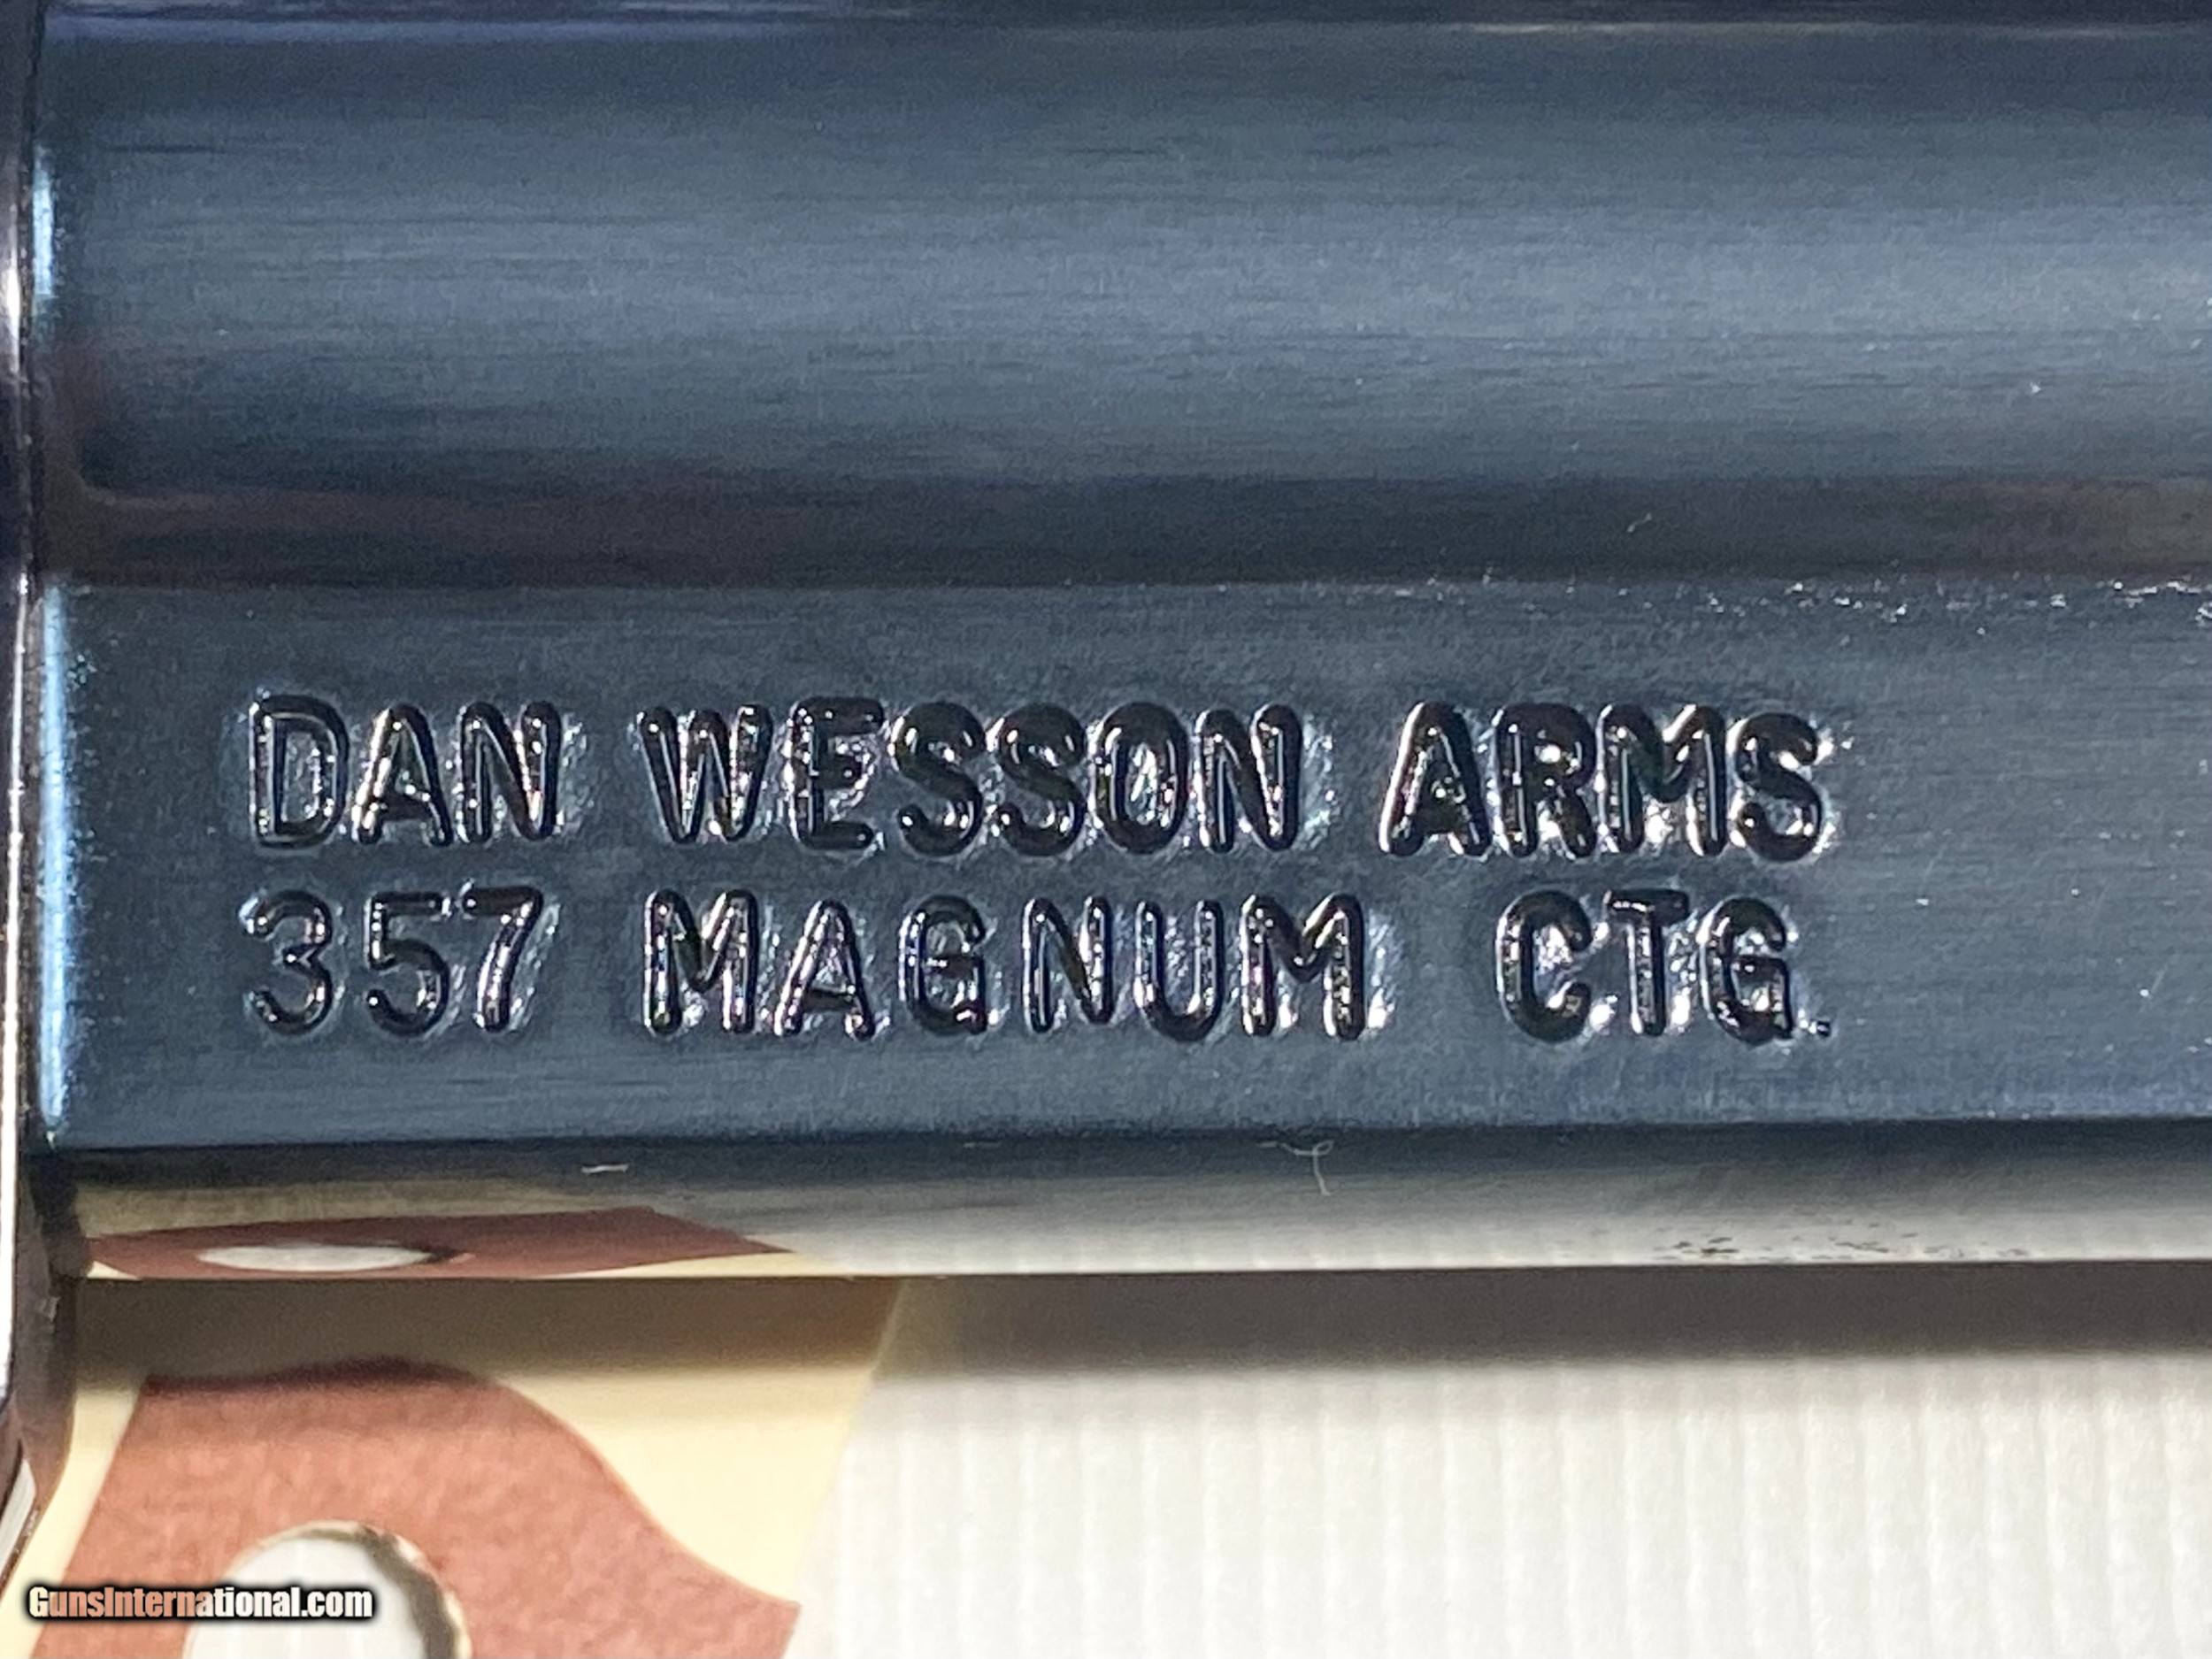 DAN WESSON ARMS
357 MAGNUM CTG.
GunsInternational.com